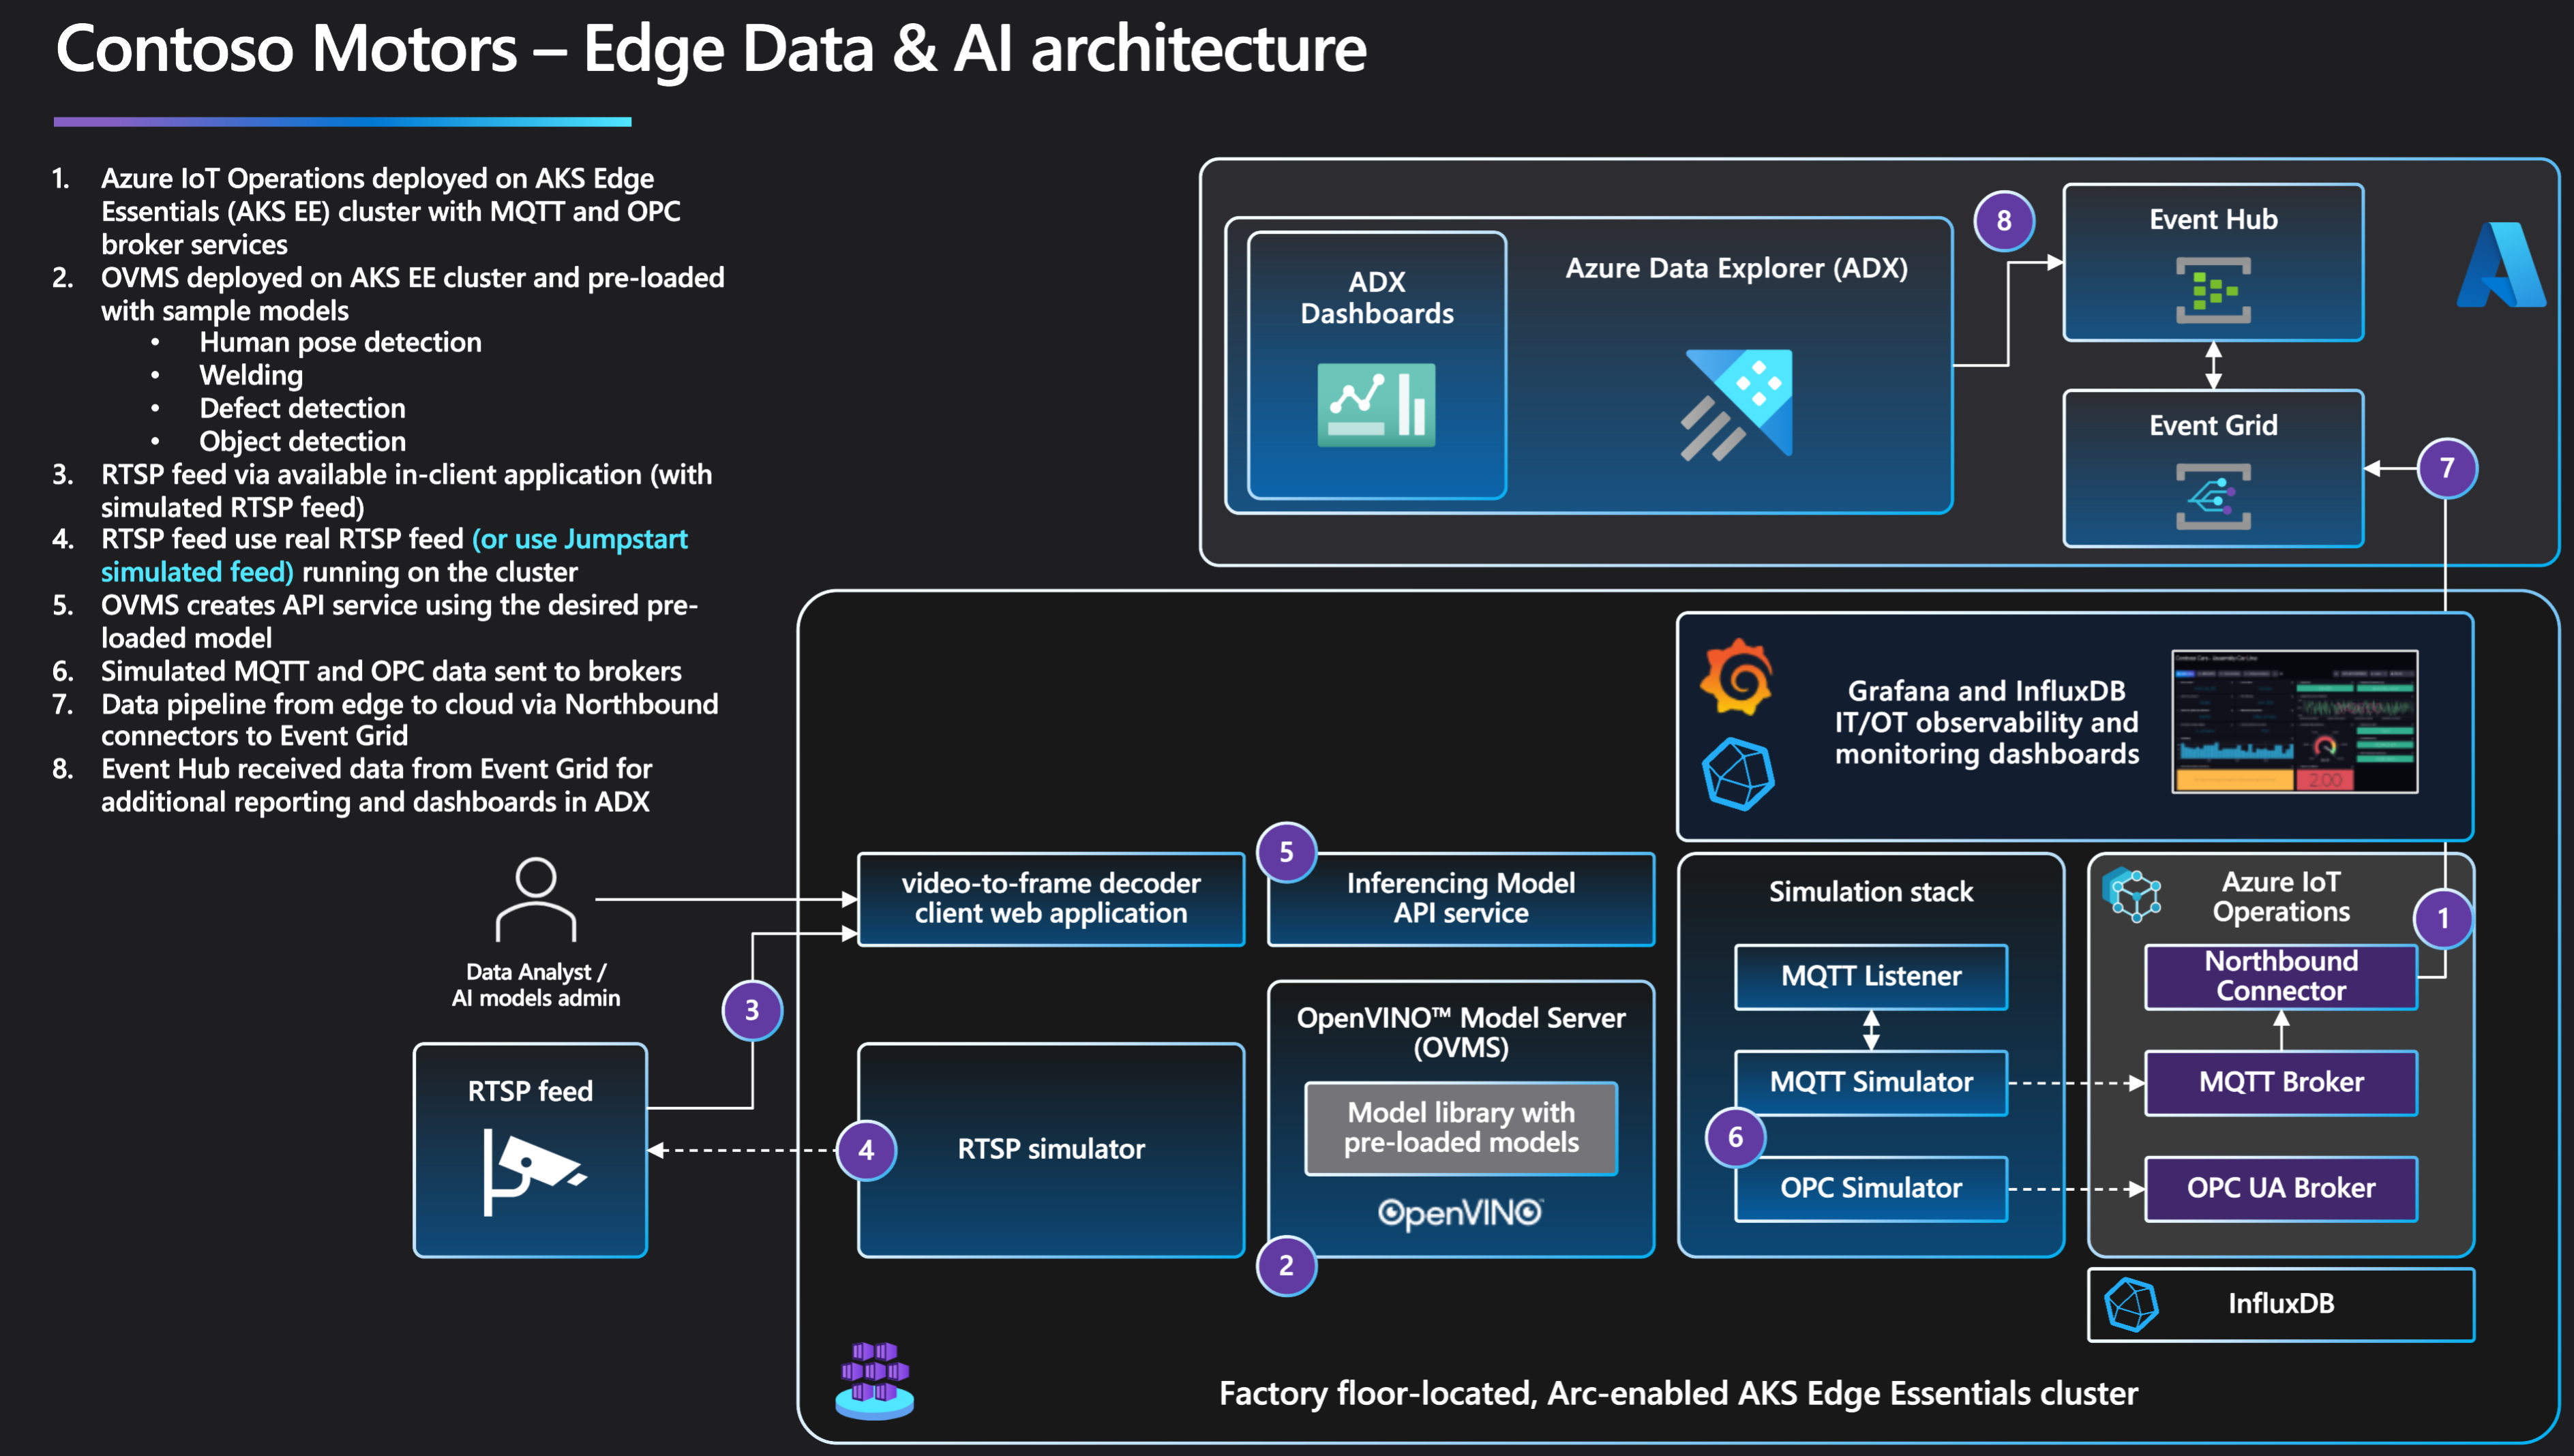 Contoso Motors – Edge Data & AI architecture
1. Azure IoT Operations deployed on AKS Edge
Essentials (AKS EE) cluster with MQTT and OPC
broker services
2. OVMS deployed on AKS EE cluster and pre-loaded
with sample models
• Human pose detection
• Welding
• Defect detection
• Object detection
3. RTSP feed via available in-client application (with
simulated RTSP feed)
4. RTSP feed use real RTSP feed (or use Jumpstart
simulated feed) running on the cluster
5. OVMS creates API service using the desired pre-
loaded model
6. Simulated MQTT and OPC data sent to brokers
7. Data pipeline from edge to cloud via Northbound
connectors to Event Grid
8. Event Hub received data from Event Grid for
additional reporting and dashboards in ADX
ADX
Dashboards
Azure Data Explorer (ADX)
8
Event Hub
Event Grid
7
Grafana and InfluxDB
IT/OT observability and
monitoring dashboards
2.00
Data Analyst /
AI models admin
3
RTSP feed
video-to-frame decoder
client web application
5
Inferencing Model
API service
4
RTSP simulator
OpenVINO™ Model Server
(OVMS)
Model library with
pre-loaded models
OpenVINO
2
Simulation stack
MQTT Listener
MQTT Simulator
6
OPC Simulator
Azure IoT
Operations
1
Northbound
Connector
MQTT Broker
OPC UA Broker
InfluxDB
Factory floor-located, Arc-enabled AKS Edge Essentials cluster